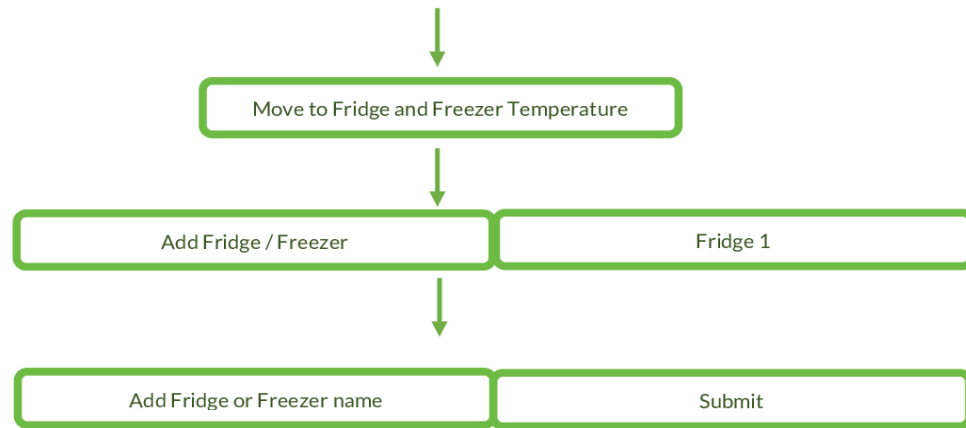 Move to Fridge and Freezer Temperature
Add Fridge / Freezer
Fridge 1
Add Fridge or Freezer name
Submit